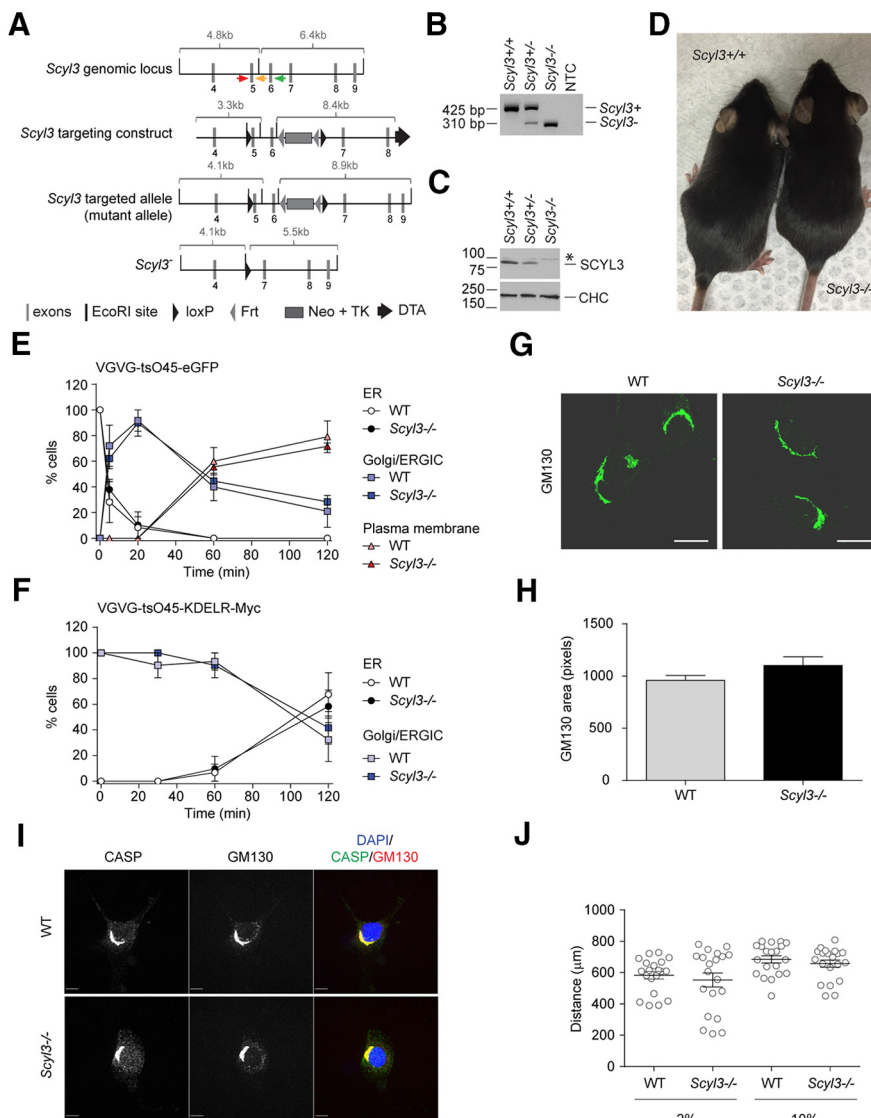 A
4.8kb 6.4kb
Scyl3 genomic locus
4 5 6 7 8 9
3.3kb 8.4kb
Scyl3 targeting construct
4 5 6 7 8
4.1kb 8.9kb
Scyl3 targeted allele
(mutant allele)
4 5 6 7 8 9
4.1kb 5.5kb
Scyl3-
4 7 8 9
exons EcoRI site loxP Frt Neo + TK DTA
B
Scyl3+/+ Scyl3+/- Scyl3-/- NTC
425 bp Scyl3+
310 bp Scyl3-
C
Scyl3+/+ Scyl3+/- Scyl3-/-
100 *
75 SCYL3
250
150 CHC
D
Scyl3+/+
Scyl3-/-
E
VGVG-tsO45-eGFP
120
100
80
60
40
20
0
% cells
0 20 40 60 80 100 120
Time (min)
ER
WT
Scyl3-/-
Golgi/ERGIC
WT
Scyl3-/-
Plasma membrane
WT
Scyl3-/-
F
VGVG-tsO45-KDELR-Myc
120
100
80
60
40
20
0
% cells
0 20 40 60 80 100 120
Time (min)
ER
WT
Scyl3-/-
Golgi/ERGIC
WT
Scyl3-/-
G
WT Scyl3-/-
GM130
H
1500
1000
500
0
GM130 area (pixels)
WT Scyl3-/-
I
CASP GM130 DAPI/
CASP/GM130
WT
Scyl3-/-
J
1000
800
600
400
200
0
Distance (µm)
WT Scyl3-/- WT Scyl3-/-